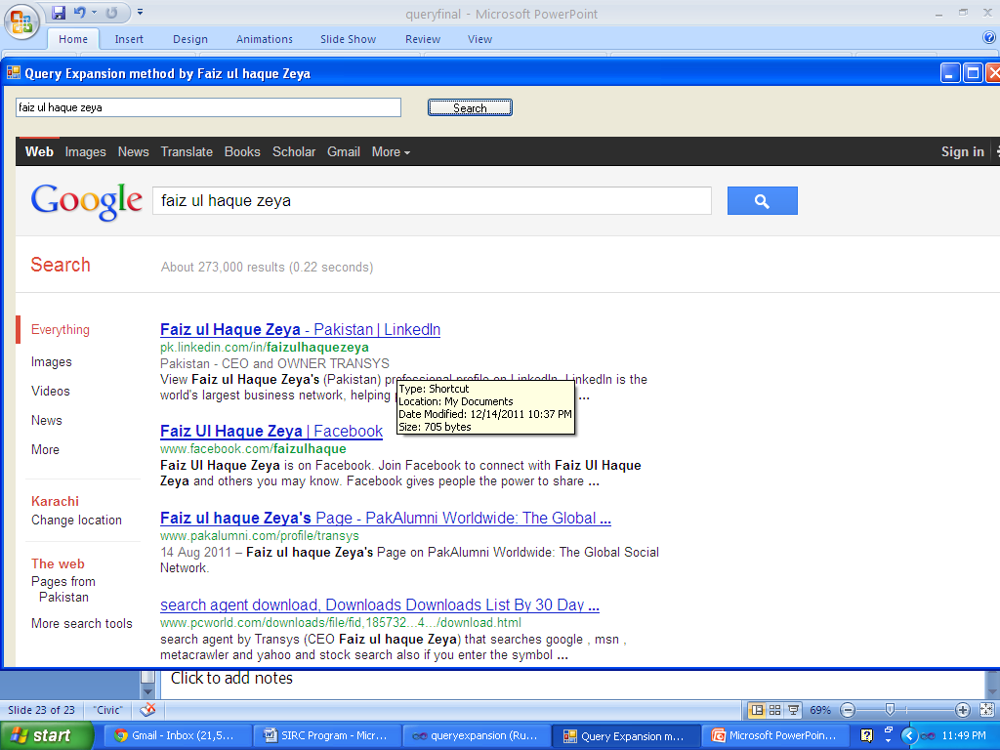 queryfinal - Microsoft PowerPoint
Home Insert Design Animations Slide Show Review View
Query Expansion method by Faiz ul haque Zeya
faiz ul haque zeya Search
Web Images News Translate Books Scholar Gmail More Sign in
Google faiz ul haque zeya
Search About 273,000 results (0.22 seconds)
Everything
Images
Videos
News
More
Karachi
Change location
The web
Pages from
Pakistan
More search tools
Faiz ul Haque Zeya - Pakistan | LinkedIn
pk.linkedin.com/in/faizulhaquezeya
Pakistan - CEO and OWNER TRANSYS
View Faiz ul Haque Zeya's (Pakistan) professional profile on LinkedIn. LinkedIn is the
world's largest business network, helping ...
Type: Shortcut
Location: My Documents
Date Modified: 12/14/2011 10:37 PM
Size: 705 bytes
Faiz Ul Haque Zeya | Facebook
www.facebook.com/faizulhaque
Faiz Ul Haque Zeya is on Facebook. Join Facebook to connect with Faiz Ul Haque
Zeya and others you may know. Facebook gives people the power to share ...
Faiz ul haque Zeya's Page - PakAlumni Worldwide: The Global ...
www.pakalumni.com/profile/transys
14 Aug 2011 – Faiz ul haque Zeya's Page on PakAlumni Worldwide: The Global Social
Network.
search agent download, Downloads Downloads List By 30 Day ...
www.pcworld.com/downloads/file/fid,185732...4.../download.html
search agent by Transys (CEO Faiz ul haque Zeya) that searches google , msn ,
metacrawler and yahoo and stock search also if you enter the symbol ...
Click to add notes
Slide 23 of 23 "Civic" 69%
start Gmail - Inbox (21,5... SIRC Program - Micr... queryexpansion (Ru... Query Expansion m... Microsoft PowerPoin... 11:49 PM